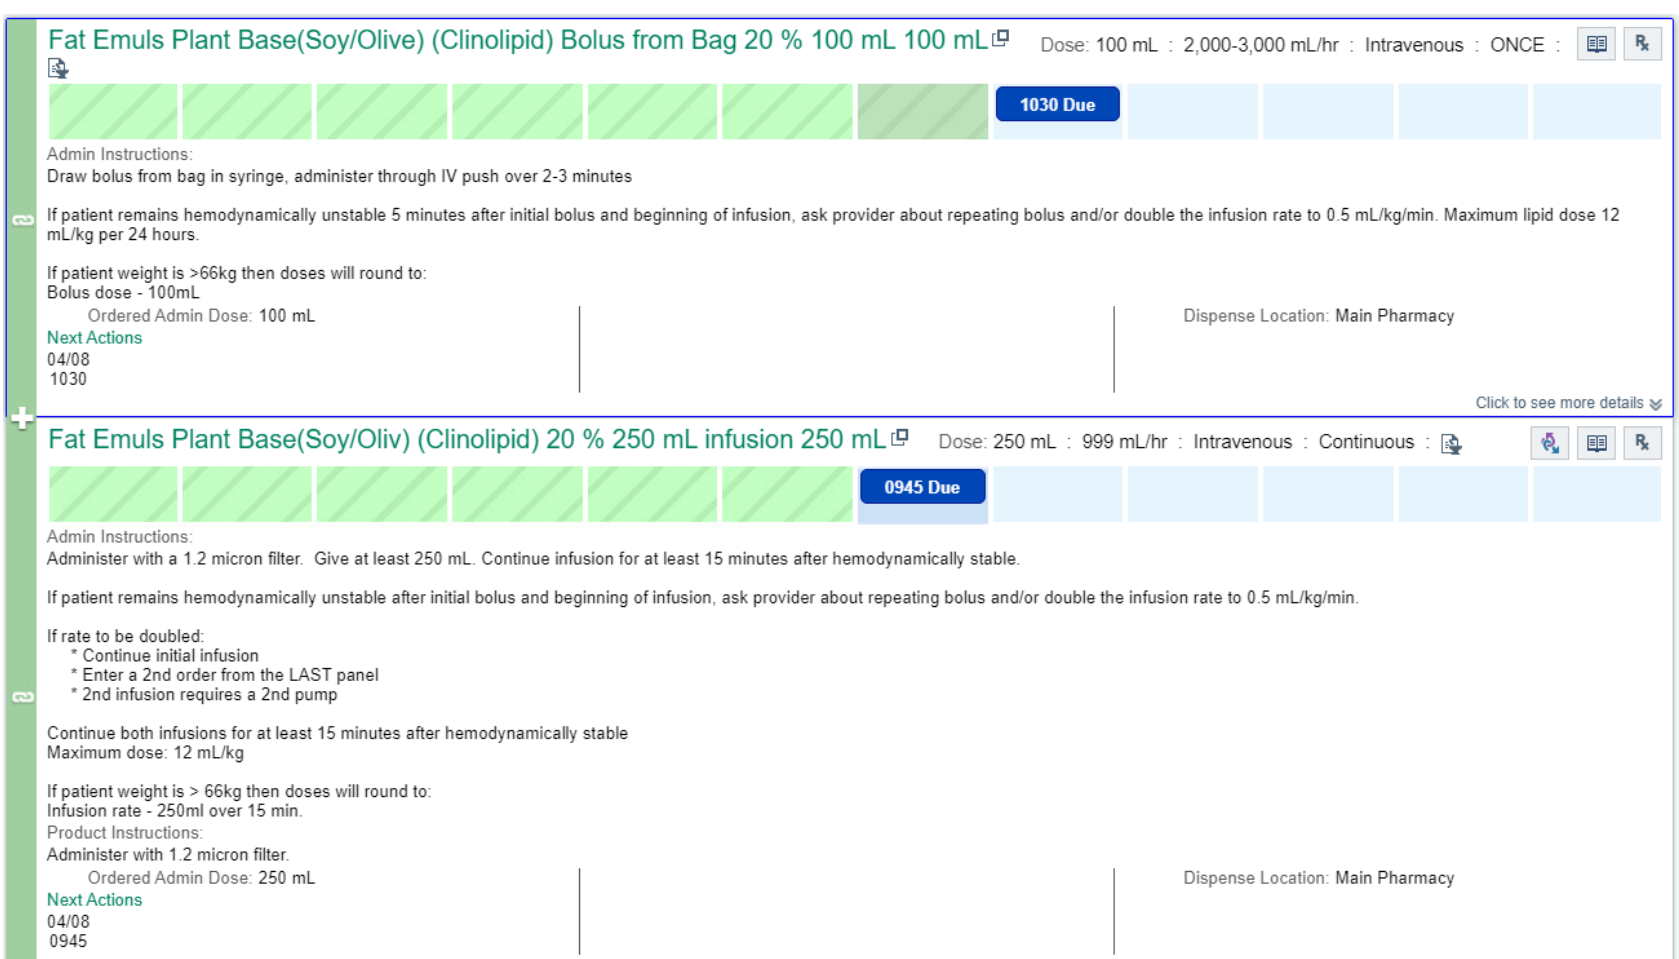 Fat Emuls Plant Base(Soy/Olive) (Clinolipid) Bolus from Bag 20 % 100 mL 100 mL Dose: 100 mL : 2,000-3,000 mL/hr : Intravenous : ONCE :
1030 Due
Admin Instructions:
Draw bolus from bag in syringe, administer through IV push over 2-3 minutes
If patient remains hemodynamically unstable 5 minutes after initial bolus and beginning of infusion, ask provider about repeating bolus and/or double the infusion rate to 0.5 mL/kg/min. Maximum lipid dose 12
mL/kg per 24 hours.
If patient weight is >66kg then doses will round to:
Bolus dose - 100mL
Ordered Admin Dose: 100 mL Dispense Location: Main Pharmacy
Next Actions
04/08
1030
Click to see more details
Fat Emuls Plant Base(Soy/Oliv) (Clinolipid) 20 % 250 mL infusion 250 mL Dose: 250 mL : 999 mL/hr : Intravenous : Continuous :
0945 Due
Admin Instructions:
Administer with a 1.2 micron filter. Give at least 250 mL. Continue infusion for at least 15 minutes after hemodynamically stable.
If patient remains hemodynamically unstable after initial bolus and beginning of infusion, ask provider about repeating bolus and/or double the infusion rate to 0.5 mL/kg/min.
If rate to be doubled:
* Continue initial infusion
* Enter a 2nd order from the LAST panel
* 2nd infusion requires a 2nd pump
Continue both infusions for at least 15 minutes after hemodynamically stable
Maximum dose: 12 mL/kg
If patient weight is > 66kg then doses will round to:
Infusion rate - 250ml over 15 min.
Product Instructions:
Administer with 1.2 micron filter.
Ordered Admin Dose: 250 mL Dispense Location: Main Pharmacy
Next Actions
04/08
0945